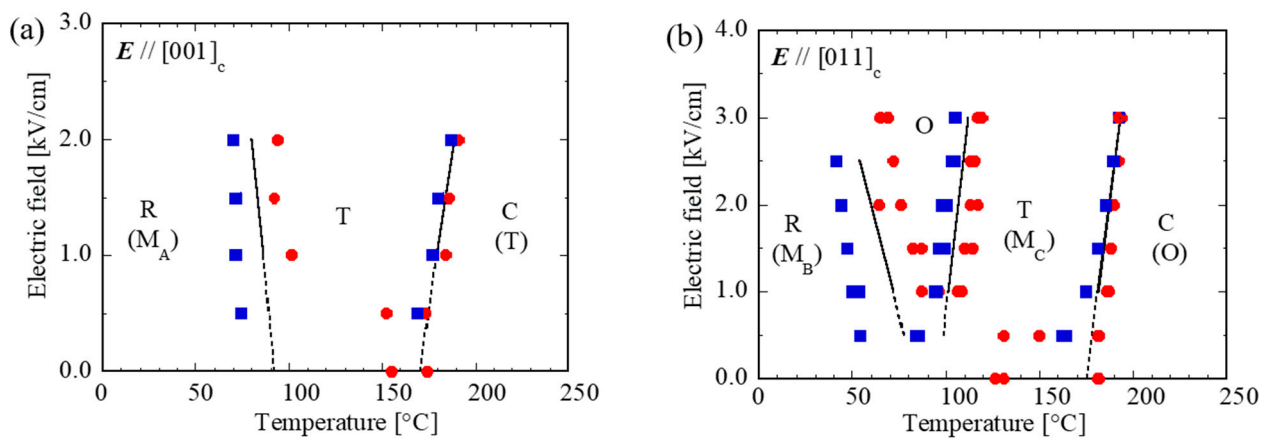 (a)
3.0
2.0
1.0
0.0
Electric field [kV/cm]
E // [001]c
R
(MA)
T
C
(T)
0 50 100 150 200 250
Temperature [°C]
(b)
4.0
3.0
2.0
1.0
0.0
Electric field [kV/cm]
E // [011]c
O
R
(MB)
T
(MC)
C
(O)
0 50 100 150 200 250
Temperature [°C]